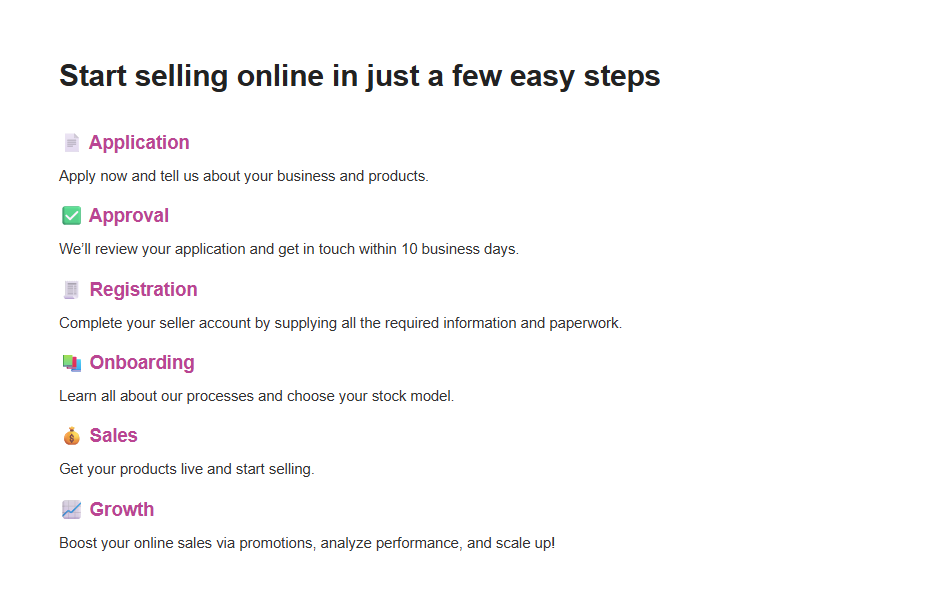 Start selling online in just a few easy steps
Application
Apply now and tell us about your business and products.
Approval
We’ll review your application and get in touch within 10 business days.
Registration
Complete your seller account by supplying all the required information and paperwork.
Onboarding
Learn all about our processes and choose your stock model.
Sales
Get your products live and start selling.
Growth
Boost your online sales via promotions, analyze performance, and scale up!